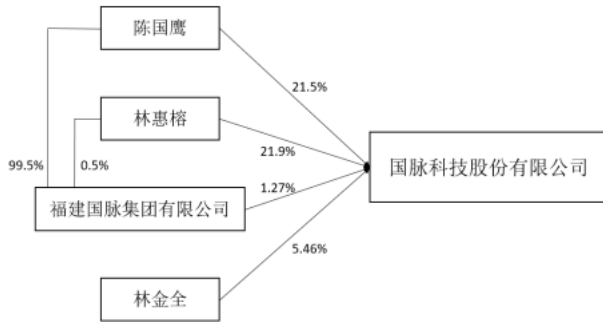 陈国鹰
21.5%
林惠榕
国脉科技股份有限公司
21.9%
99.5%
0.5%
1.27%
福建国脉集团有限公司
5.46%
林金全